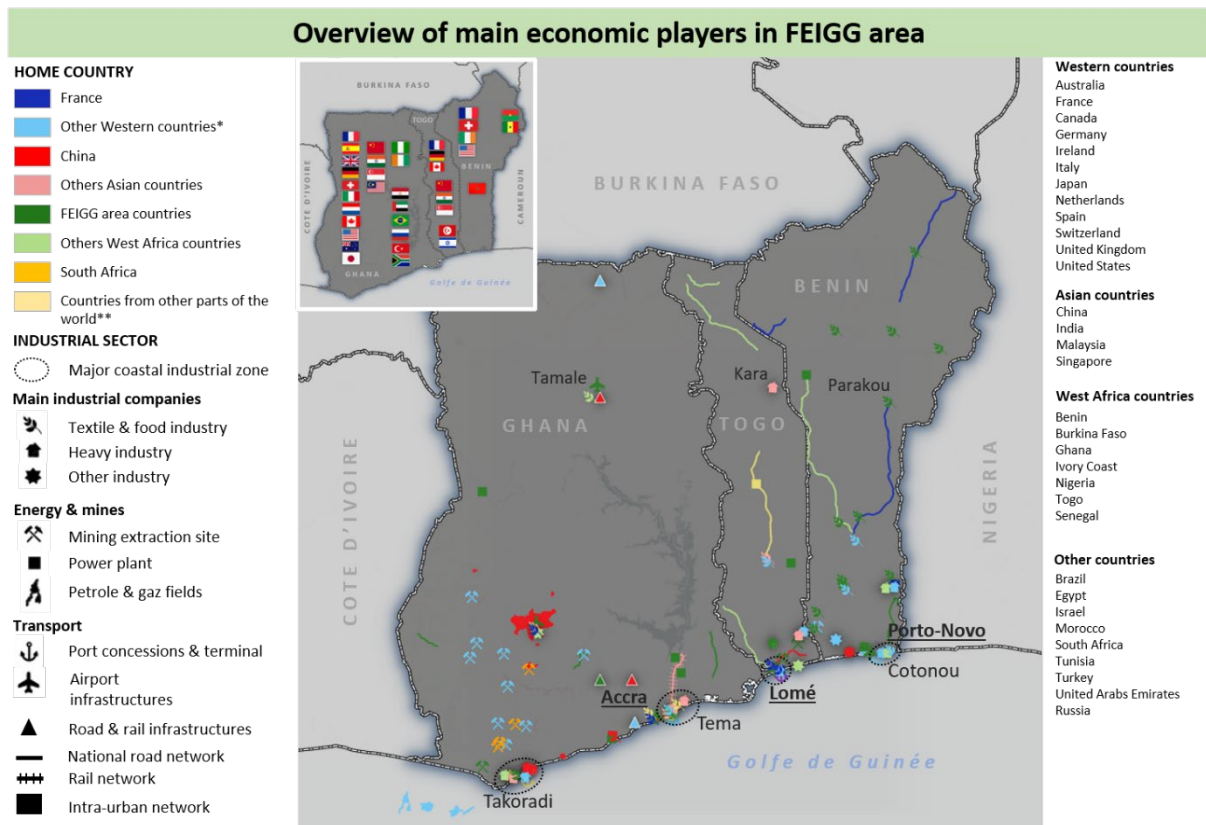 Overview of main economic players in FEIGG area
HOME COUNTRY
France
Other Western countries*
China
Others Asian countries
FEIGG area countries
Others West Africa countries
South Africa
Countries from other parts of the
world**
INDUSTRIAL SECTOR
Major coastal industrial zone
Main industrial companies
Textile & food industry
Heavy industry
Other industry
Energy & mines
Mining extraction site
Power plant
Petrole & gaz fields
Transport
Port concessions & terminal
Airport
infrastructures
Road & rail infrastructures
National road network
Rail network
Intra-urban network
BURKINA FASO
TOGO
BENIN
COTE D'IVOIRE
CAMEROUN
GHANA
Golfe de Guinée
BURKINA FASO
BENIN
Tamale
Kara
Parakou
GHANA
TOGO
COTE D'IVOIRE
NIGERIA
Porto-Novo
Cotonou
Accra
Lomé
Tema
Golfe de Guinée
Takoradi
Western countries
Australia
France
Canada
Germany
Ireland
Italy
Japan
Netherlands
Spain
Switzerland
United Kingdom
United States
Asian countries
China
India
Malaysia
Singapore
West Africa countries
Benin
Burkina Faso
Ghana
Ivory Coast
Nigeria
Togo
Senegal
Other countries
Brazil
Egypt
Israel
Morocco
South Africa
Tunisia
Turkey
United Arab Emirates
Russia